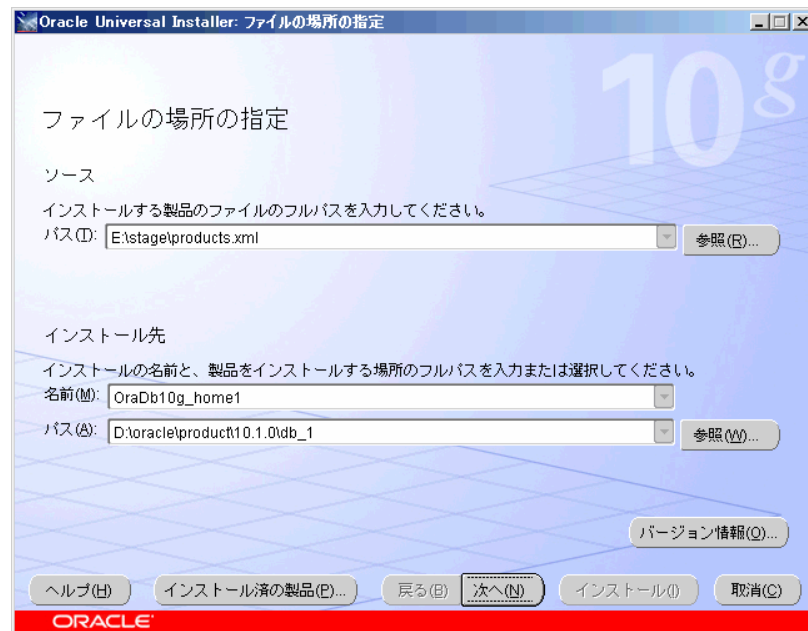 Oracle Universal Installer: ファイルの場所の指定
10g
ファイルの場所の指定
ソース
インストールする製品のファイルのフルパスを入力してください。
パス(T): E:\stage\products.xml 参照(R)...
インストール先
インストールの名前と、製品をインストールする場所のフルパスを入力または選択してください。
名前(M): OraDb10g_home1
パス(A): D:\oracle\product\10.1.0\db_1 参照(W)...
バージョン情報(O)...
ヘルプ(H) インストール済の製品(P)... 戻る(B) 次へ(N) インストール(I) 取消(C)
ORACLE